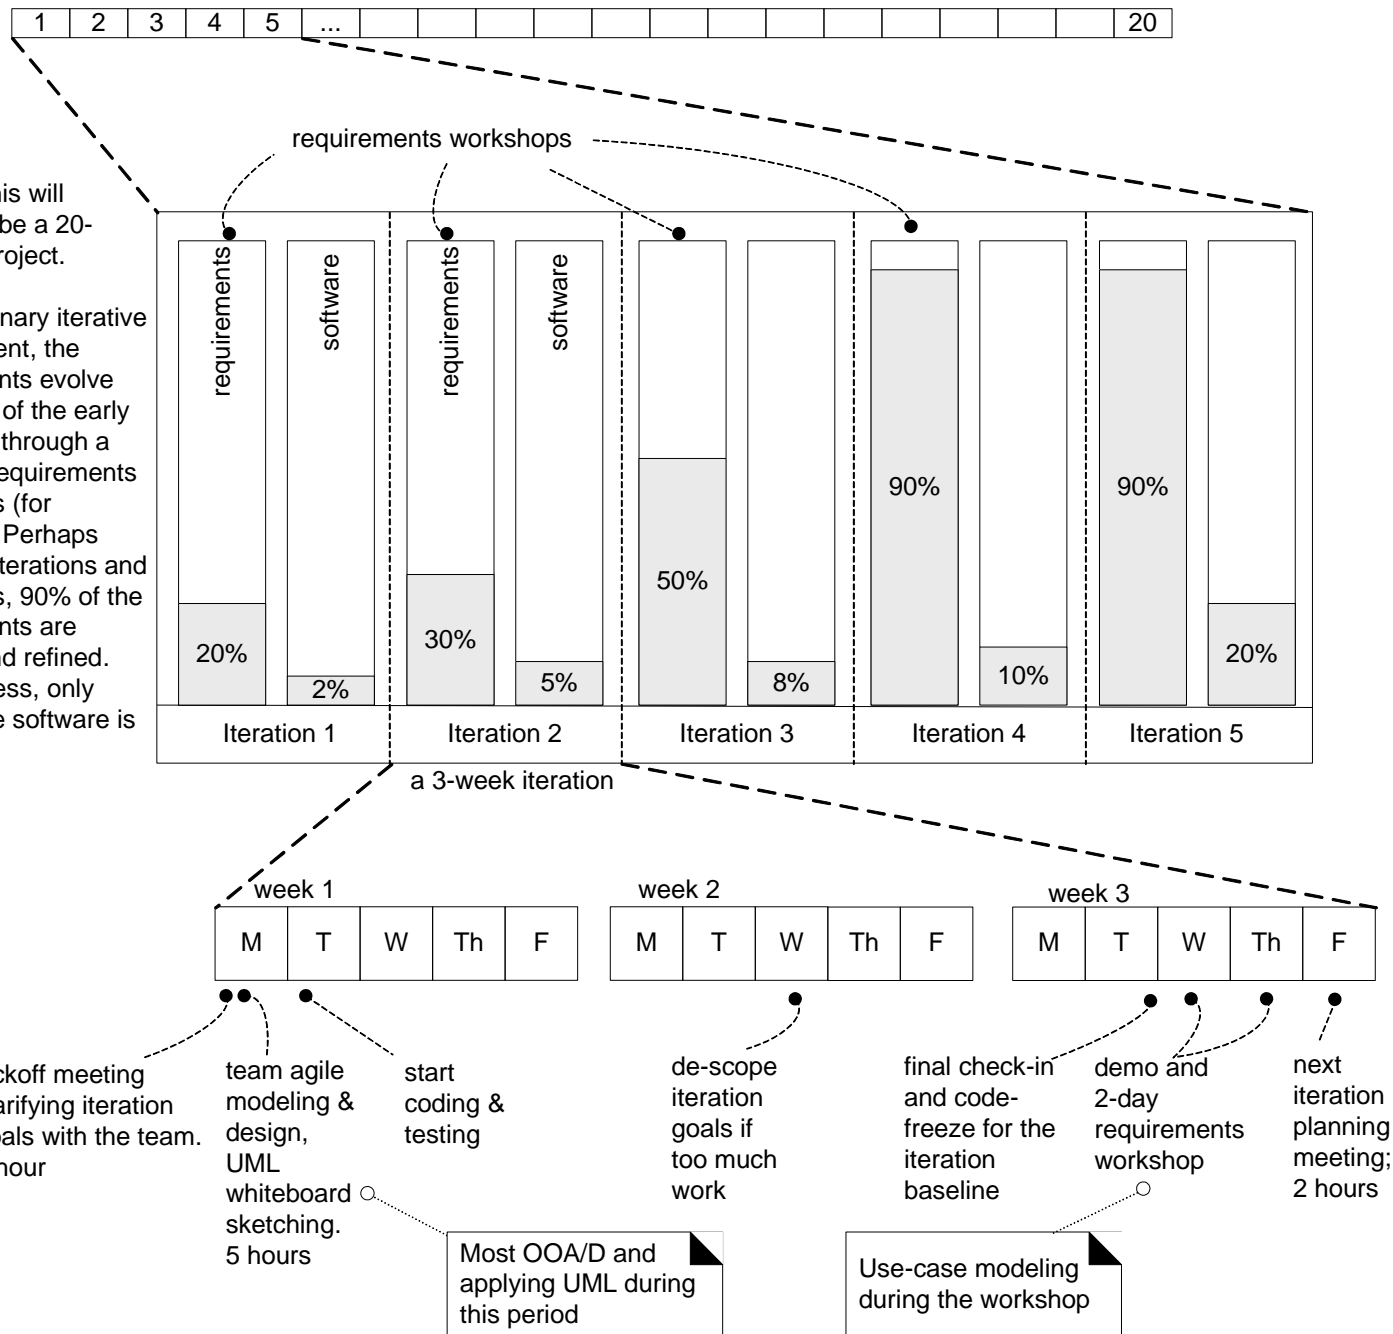 1 2 3 4 5 ... 20
requirements workshops
his will
be a 20-
roject.
nary iterative
ent, the
nts evolve
of the early
through a
equirements
s (for
Perhaps
iterations and
s, 90% of the
nts are
nd refined.
ess, only
e software is
requirements
software
requirements
software
20%
2%
30%
5%
50%
8%
90%
10%
90%
20%
Iteration 1
Iteration 2
Iteration 3
Iteration 4
Iteration 5
a 3-week iteration
week 1
M T W Th F
week 2
M T W Th F
week 3
M T W Th F
ckoff meeting
arifying iteration
oals with the team.
hour
team agile
modeling &
design,
UML
whiteboard
sketching.
5 hours
start
coding &
testing
de-scope
iteration
goals if
too much
work
final check-in
and code-
freeze for the
iteration
baseline
demo and
2-day
requirements
workshop
next
iteration
planning
meeting;
2 hours
Most OOA/D and
applying UML during
this period
Use-case modeling
during the workshop